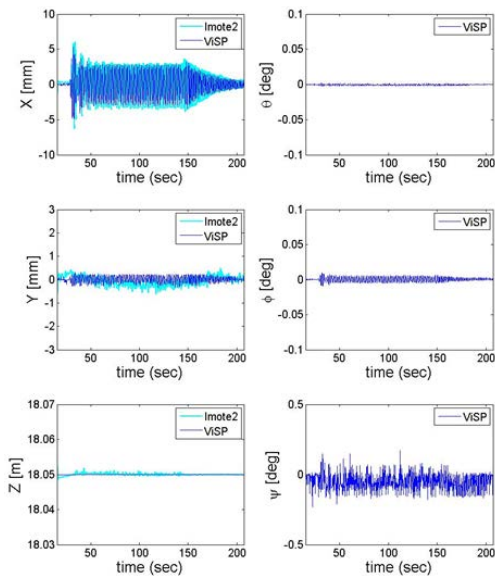 10
5
0
-5
-10
X [mm]
Imote2
ViSP
50 100 150 200
time (sec)
0.1
0.05
0
-0.05
-0.1
θ [deg]
ViSP
50 100 150 200
time (sec)
3
2
1
0
-1
-2
-3
Y [mm]
Imote2
ViSP
50 100 150 200
time (sec)
0.1
0.05
0
-0.05
-0.1
ϕ [deg]
ViSP
50 100 150 200
time (sec)
18.07
18.06
18.05
18.04
18.03
Z [m]
Imote2
ViSP
50 100 150 200
time (sec)
0.5
0
-0.5
Ψ [deg]
ViSP
50 100 150 200
time (sec)